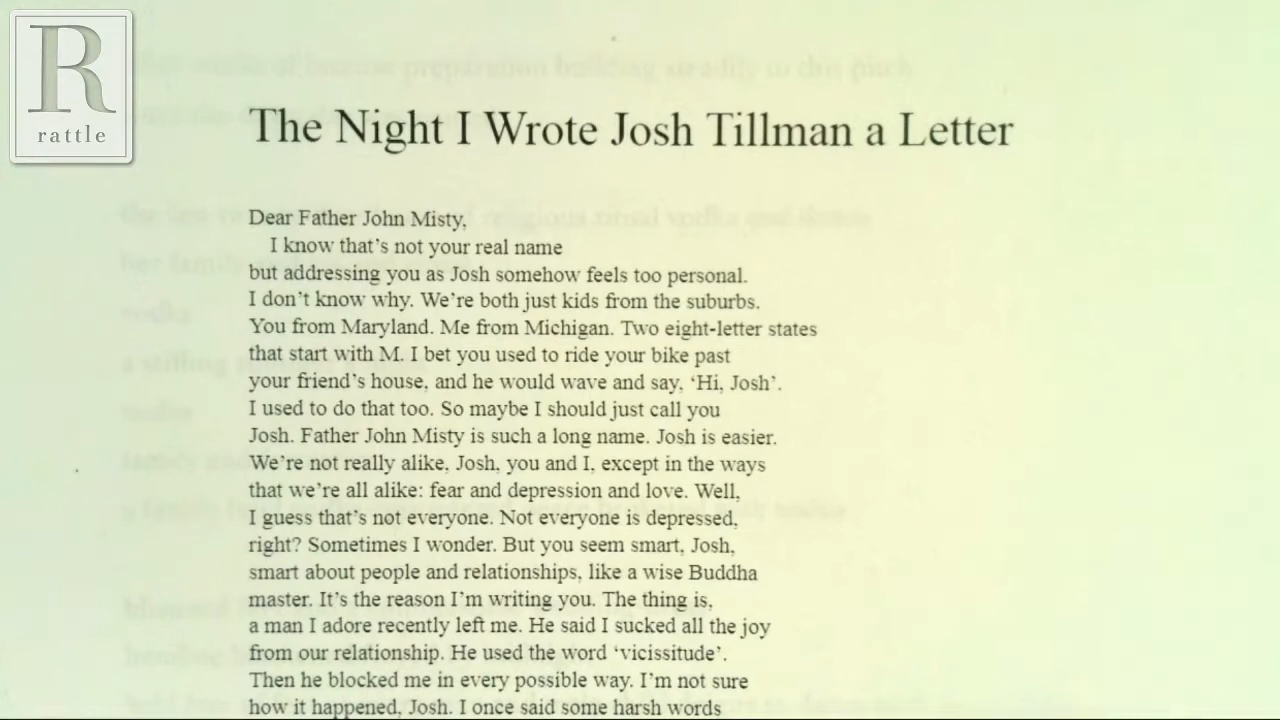 R
rattle
The Night I Wrote Josh Tillman a Letter
Dear Father John Misty,
I know that's not your real name
but addressing you as Josh somehow feels too personal.
I don't know why. We're both just kids from the suburbs.
You from Maryland. Me from Michigan. Two eight-letter states
that start with M. I bet you used to ride your bike past
your friend's house, and he would wave and say, ‘Hi, Josh’.
I used to do that too. So maybe I should just call you
Josh. Father John Misty is such a long name. Josh is easier.
We're not really alike, Josh, you and I, except in the ways
that we're all alike: fear and depression and love. Well,
I guess that's not everyone. Not everyone is depressed,
right? Sometimes I wonder. But you seem smart, Josh,
smart about people and relationships, like a wise Buddha
master. It's the reason I'm writing you. The thing is,
a man I adore recently left me. He said I sucked all the joy
from our relationship. He used the word ‘vicissitude’.
Then he blocked me in every possible way. I'm not sure
how it happened, Josh. I once said some harsh words